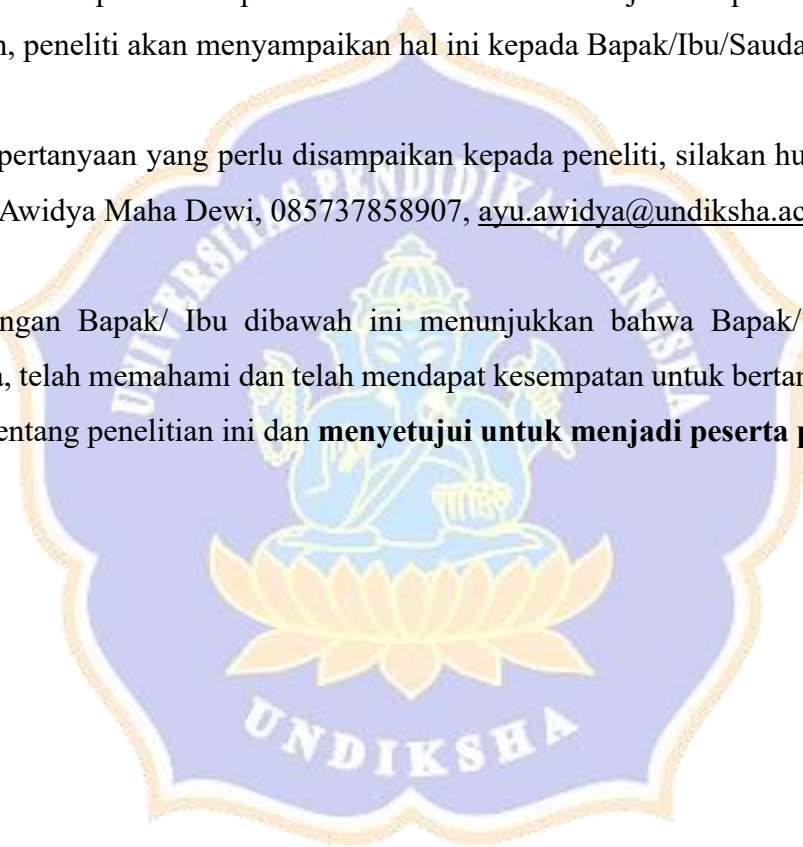 n, peneliti akan menyampaikan hal ini kepada Bapak/Ibu/Sauda
pertanyaan yang perlu disampaikan kepada peneliti, silakan hu
Awidya Maha Dewi, 085737858907, ayu.awidya@undiksha.ac
ngan Bapak/ Ibu dibawah ini menunjukkan bahwa Bapak/
a, telah memahami dan telah mendapat kesempatan untuk bertan
entang penelitian ini dan menyetujui untuk menjadi peserta p
UNIVERSITAS PENDIDIKAN GANESHA
UNDIKSHA